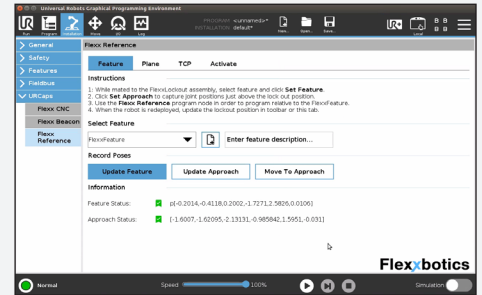 Universal Robots Graphical Programming Environment
PROGRAM <unnamed>*
INSTALLATION default*
Run Program Installation Move I/O Log New... Open... Save... Local
General
Safety
Features
Fieldbus
URCaps
Flexx CNC
Flexx Beacon
Flexx Reference
Flexx Reference
Feature Plane TCP Activate
Instructions
1: While mated to the FlexxLockout assembly, select feature and click Set Feature.
2. Click Set Approach to capture joint positions just above the lock out position.
3. Use the Flexx Reference program node in order to program relative to the FlexxFeature.
4. When the robot is redeployed, update the lockout position in toolbar or this tab.
Select Feature
FlexxFeature Enter feature description...
Record Poses
Update Feature Update Approach Move To Approach
Information
Feature Status: p[-0.2014,-0.4118,0.2002,-1.7271,2.5826,0.0106]
Approach Status: [-1.6007,-1.62095,-2.13131,-0.985842,1.5951,-0.031]
Flexxbotics
Normal Speed 100% Simulation